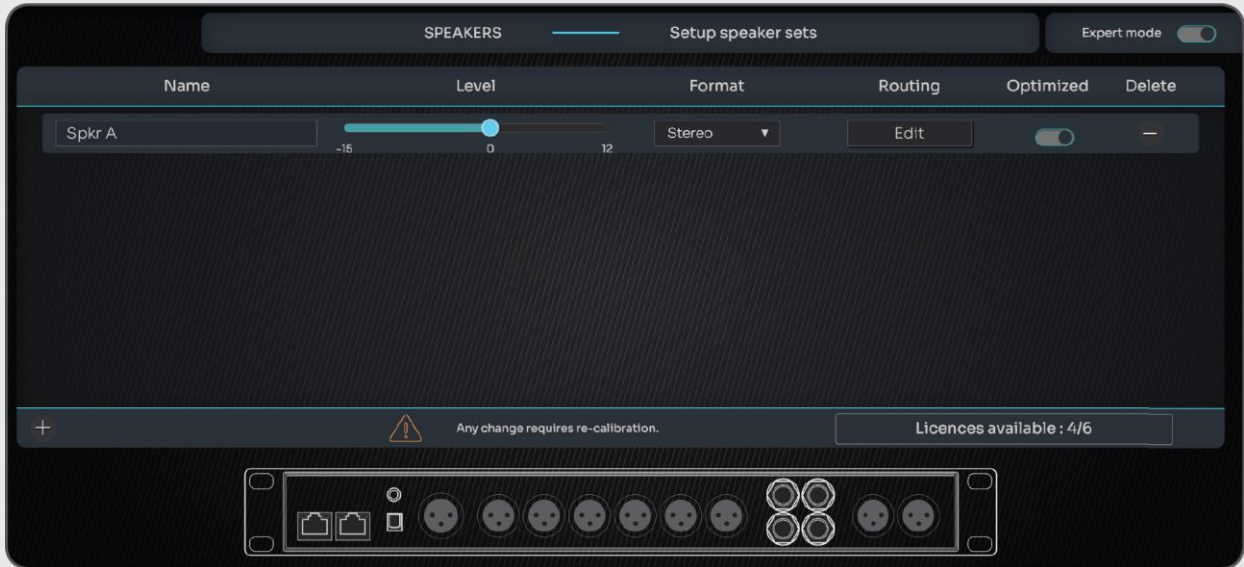 SPEAKERS Setup speaker sets Expert mode
Name Level Format Routing Optimized Delete
Spkr A Stereo ▼ Edit −
-15 0 12
+ Any change requires re-calibration. Licences available : 4/6